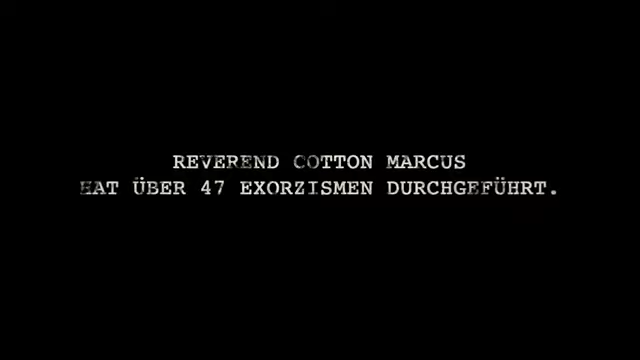 REVEREND COTTON MARCUS
HAT ÜBER 47 EXORZISMEN DURCHGEFÜHRT.